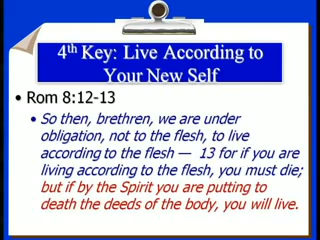 4th Key: Live According to
Your New Self
• Rom 8:12-13
• So then, brethren, we are under
obligation, not to the flesh, to live
according to the flesh — 13 for if you are
living according to the flesh, you must die;
but if by the Spirit you are putting to
death the deeds of the body, you will live.